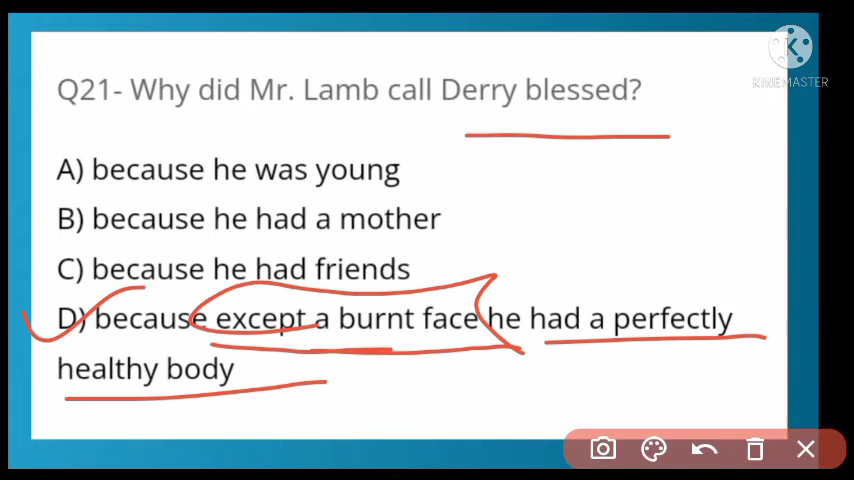 Q21- Why did Mr. Lamb call Derry blessed?
KINEMASTER
A) because he was young
B) because he had a mother
C) because he had friends
D) because except a burnt face he had a perfectly
healthy body